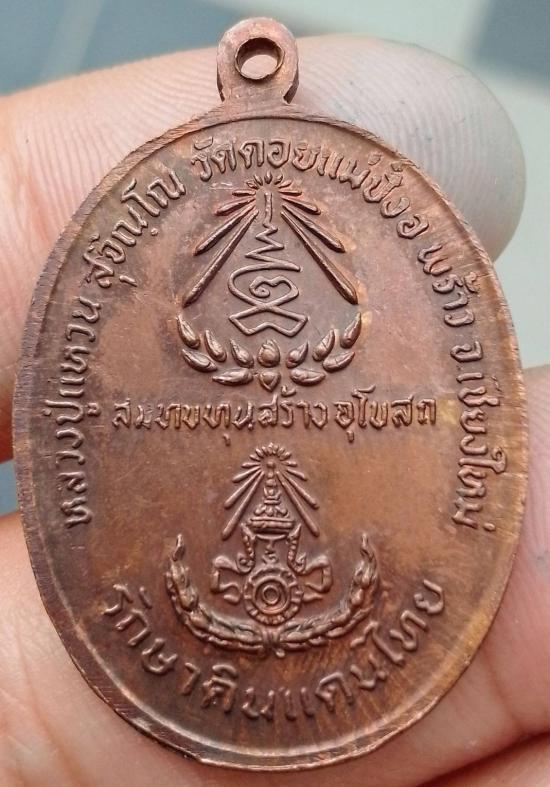 หลวงปู่แหวน สุจิณฺโณ วัดดอยแม่ปั๋ง อ พร้าว จ.เชียงใหม่
สมทบทุนสร้างอุโบสถ
รักษาดินแดนไทย